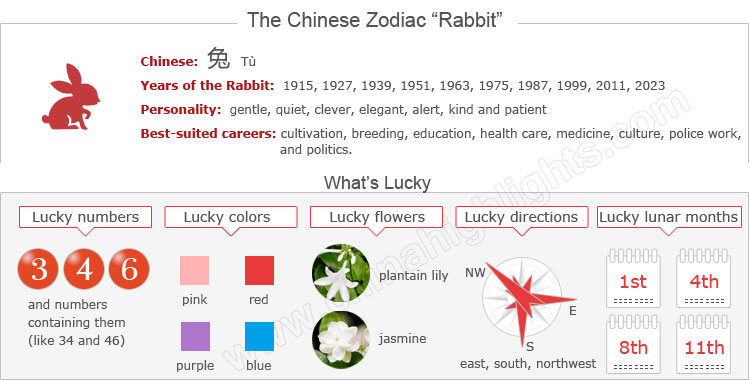 The Chinese Zodiac “Rabbit”
Chinese: 兔 Tù
Years of the Rabbit: 1915, 1927, 1939, 1951, 1963, 1975, 1987, 1999, 2011, 2023
Personality: gentle, quiet, clever, elegant, alert, kind and patient
Best-suited careers: cultivation, breeding, education, health care, medicine, culture, police work,
and politics.
What’s Lucky
Lucky numbers
3 4 6
and numbers
containing them
(like 34 and 46)
Lucky colors
pink red
purple blue
Lucky flowers
plantain lily
jasmine
Lucky directions
NW
E
S
east, south, northwest
Lucky lunar months
1st 4th
8th 11th
www.chinahighlights.com